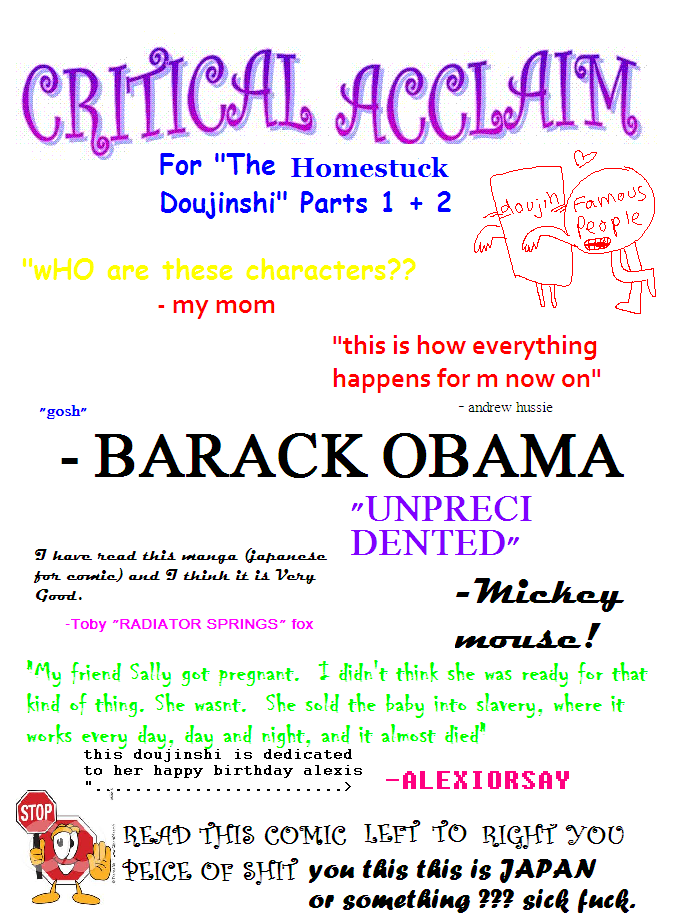 CRITICAL ACCLAIM
For "The Homestuck
Doujinshi" Parts 1 + 2
doujin
Famous
People
"wHO are these characters??
- my mom
"this is how everything
happens for m now on"
- andrew hussie
"gosh"
- BARACK OBAMA
"UNPRECI
DENTED"
-Mickey
mouse!
I have read this manga (japanese
for comic) and I think it is Very
Good.
-Toby "RADIATOR SPRINGS" fox
"My friend Sally got pregnant.  I didn't think she was ready for that
kind of thing. She wasnt.  She sold the baby into slavery, where it
works every day, day and night, and it almost died"
this doujinshi is dedicated
to her happy birthday alexis
"........................>
-ALEXIORSAY
STOP
READ THIS COMIC LEFT TO RIGHT YOU
PEICE OF SHIT you this this is JAPAN
or something ??? sick fuck.